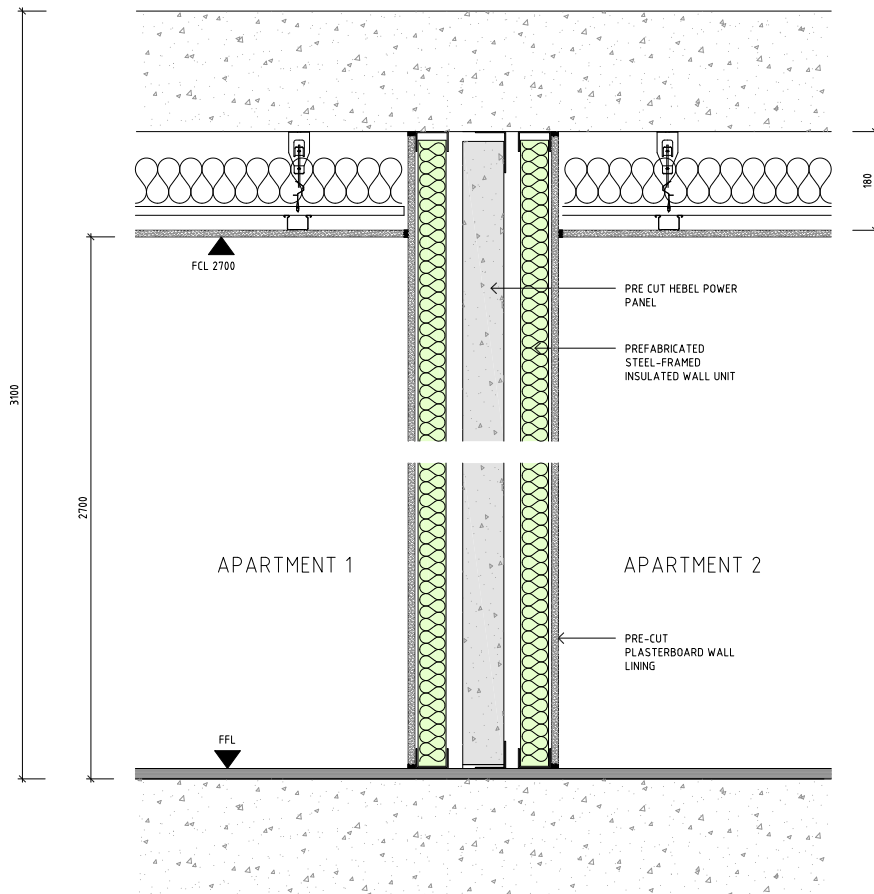 180
FCL 2700
PRE CUT HEBEL POWER
PANEL
PREFABRICATED
STEEL-FRAMED
INSULATED WALL UNIT
3100
2700
APARTMENT 1
APARTMENT 2
PRE-CUT
PLASTERBOARD WALL
LINING
FFL